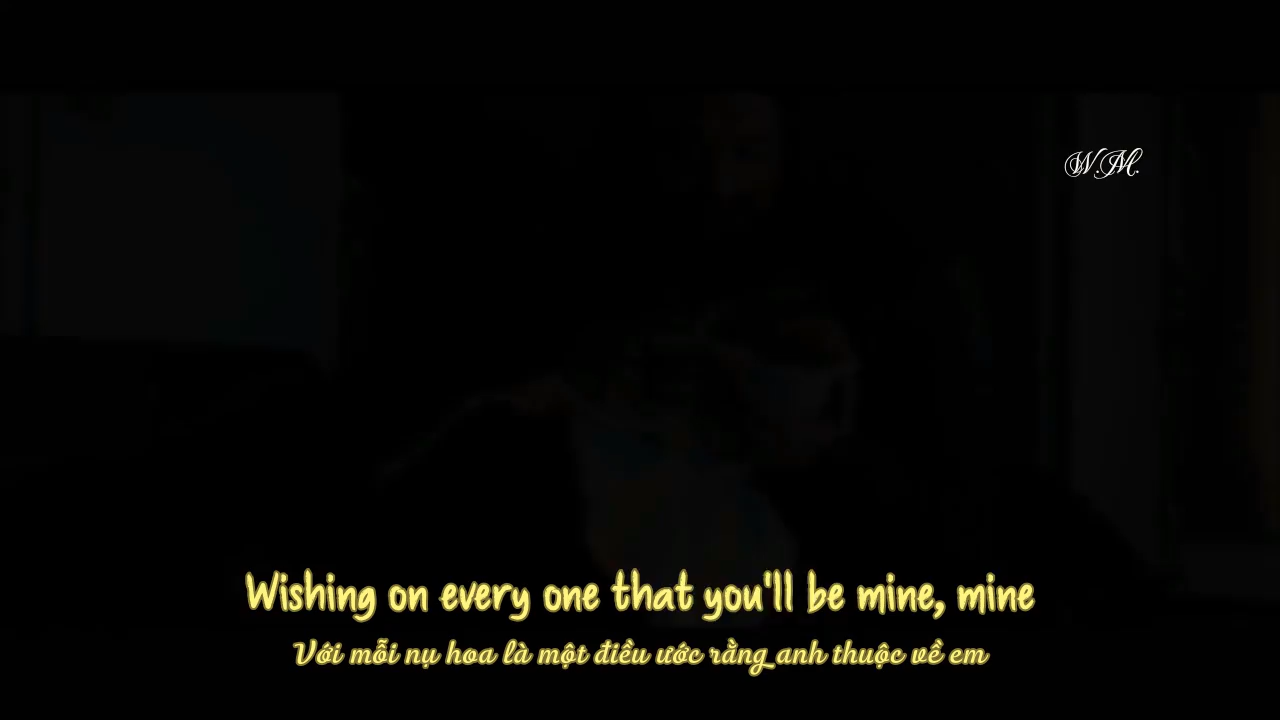 W.M.
Wishing on every one that you'll be mine, mine
Với mỗi nụ hoa là một điều ước rằng anh thuộc về em